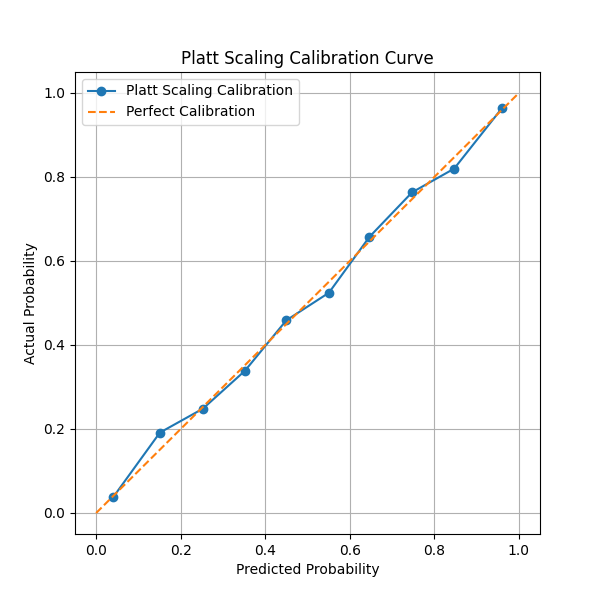 Platt Scaling Calibration Curve
Platt Scaling Calibration
Perfect Calibration
1.0
0.8
0.6
0.4
0.2
0.0
Actual Probability
0.0 0.2 0.4 0.6 0.8 1.0
Predicted Probability